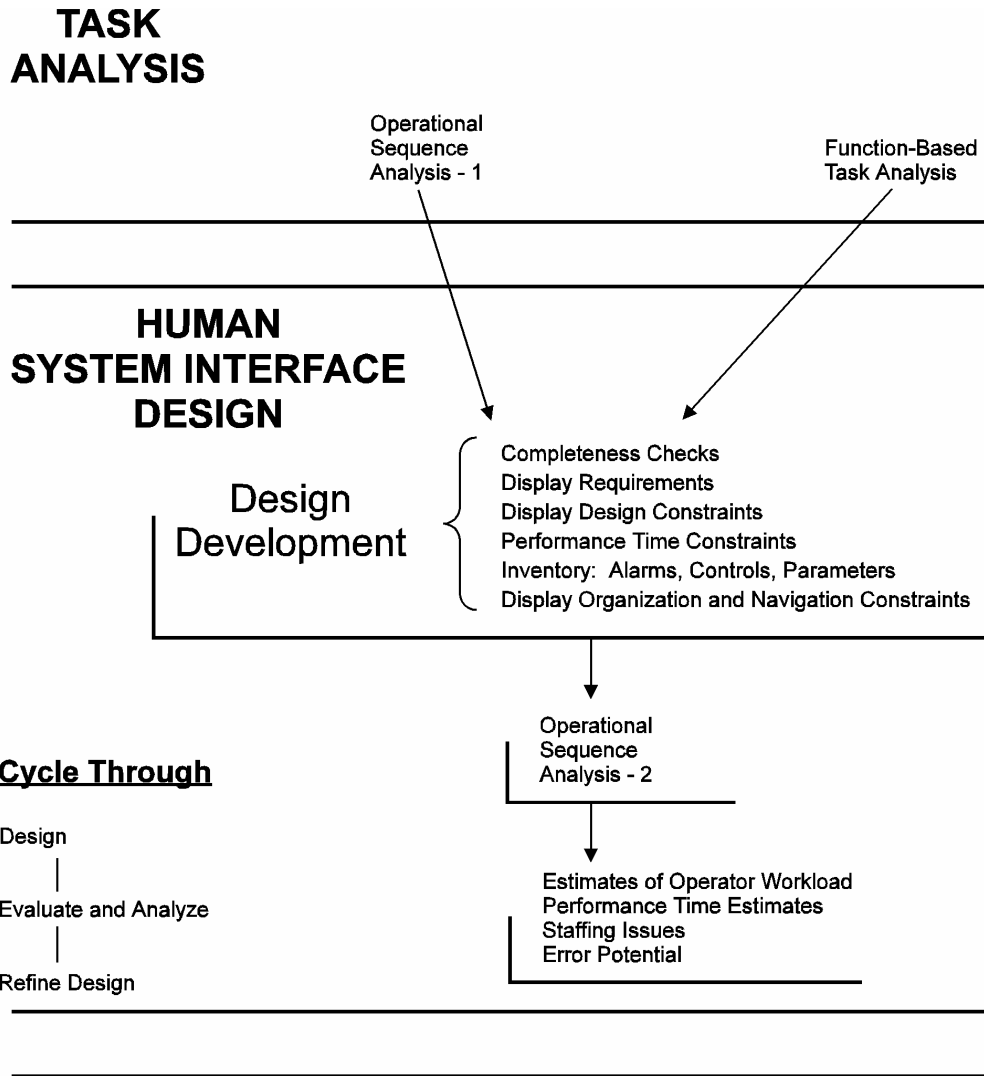 TASK
ANALYSIS
Operational
Sequence
Analysis - 1
Function-Based
Task Analysis
HUMAN
SYSTEM INTERFACE
DESIGN
Design
Development
Completeness Checks
Display Requirements
Display Design Constraints
Performance Time Constraints
Inventory: Alarms, Controls, Parameters
Display Organization and Navigation Constraints
Operational
Sequence
Analysis - 2
Cycle Through
Design
Evaluate and Analyze
Refine Design
Estimates of Operator Workload
Performance Time Estimates
Staffing Issues
Error Potential